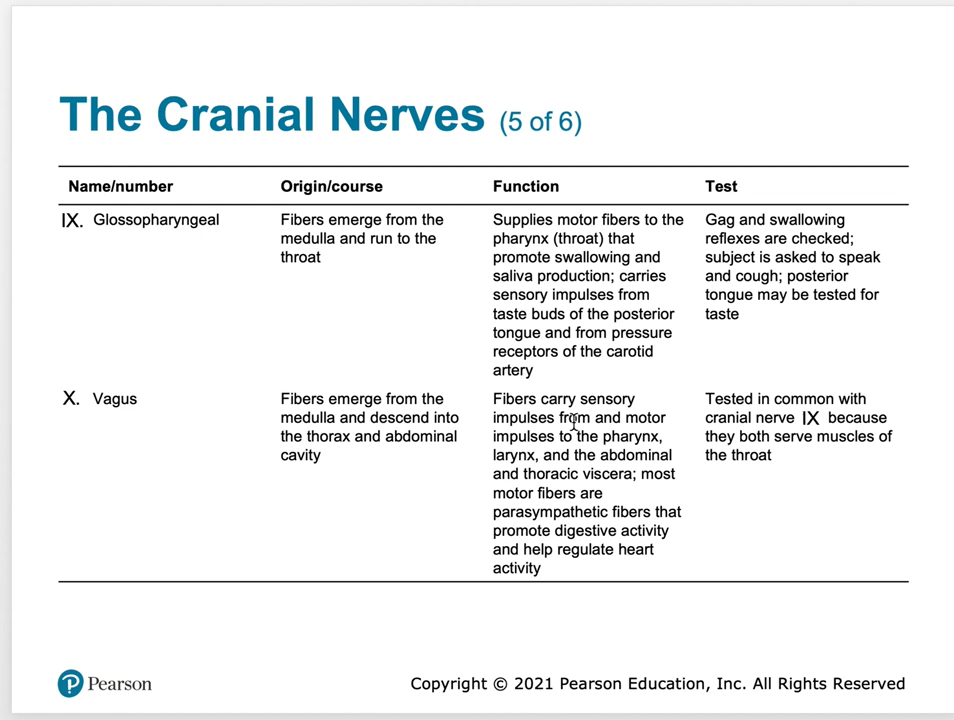 The Cranial Nerves (5 of 6)
Name/number Origin/course Function Test
IX. Glossopharyngeal
Fibers emerge from the
medulla and run to the
throat
Supplies motor fibers to the
pharynx (throat) that
promote swallowing and
saliva production; carries
sensory impulses from
taste buds of the posterior
tongue and from pressure
receptors of the carotid
artery
Gag and swallowing
reflexes are checked;
subject is asked to speak
and cough; posterior
tongue may be tested for
taste
X. Vagus
Fibers emerge from the
medulla and descend into
the thorax and abdominal
cavity
Fibers carry sensory
impulses from and motor
impulses to the pharynx,
larynx, and the abdominal
and thoracic viscera; most
motor fibers are
parasympathetic fibers that
promote digestive activity
and help regulate heart
activity
Tested in common with
cranial nerve IX because
they both serve muscles of
the throat
P Pearson
Copyright © 2021 Pearson Education, Inc. All Rights Reserved